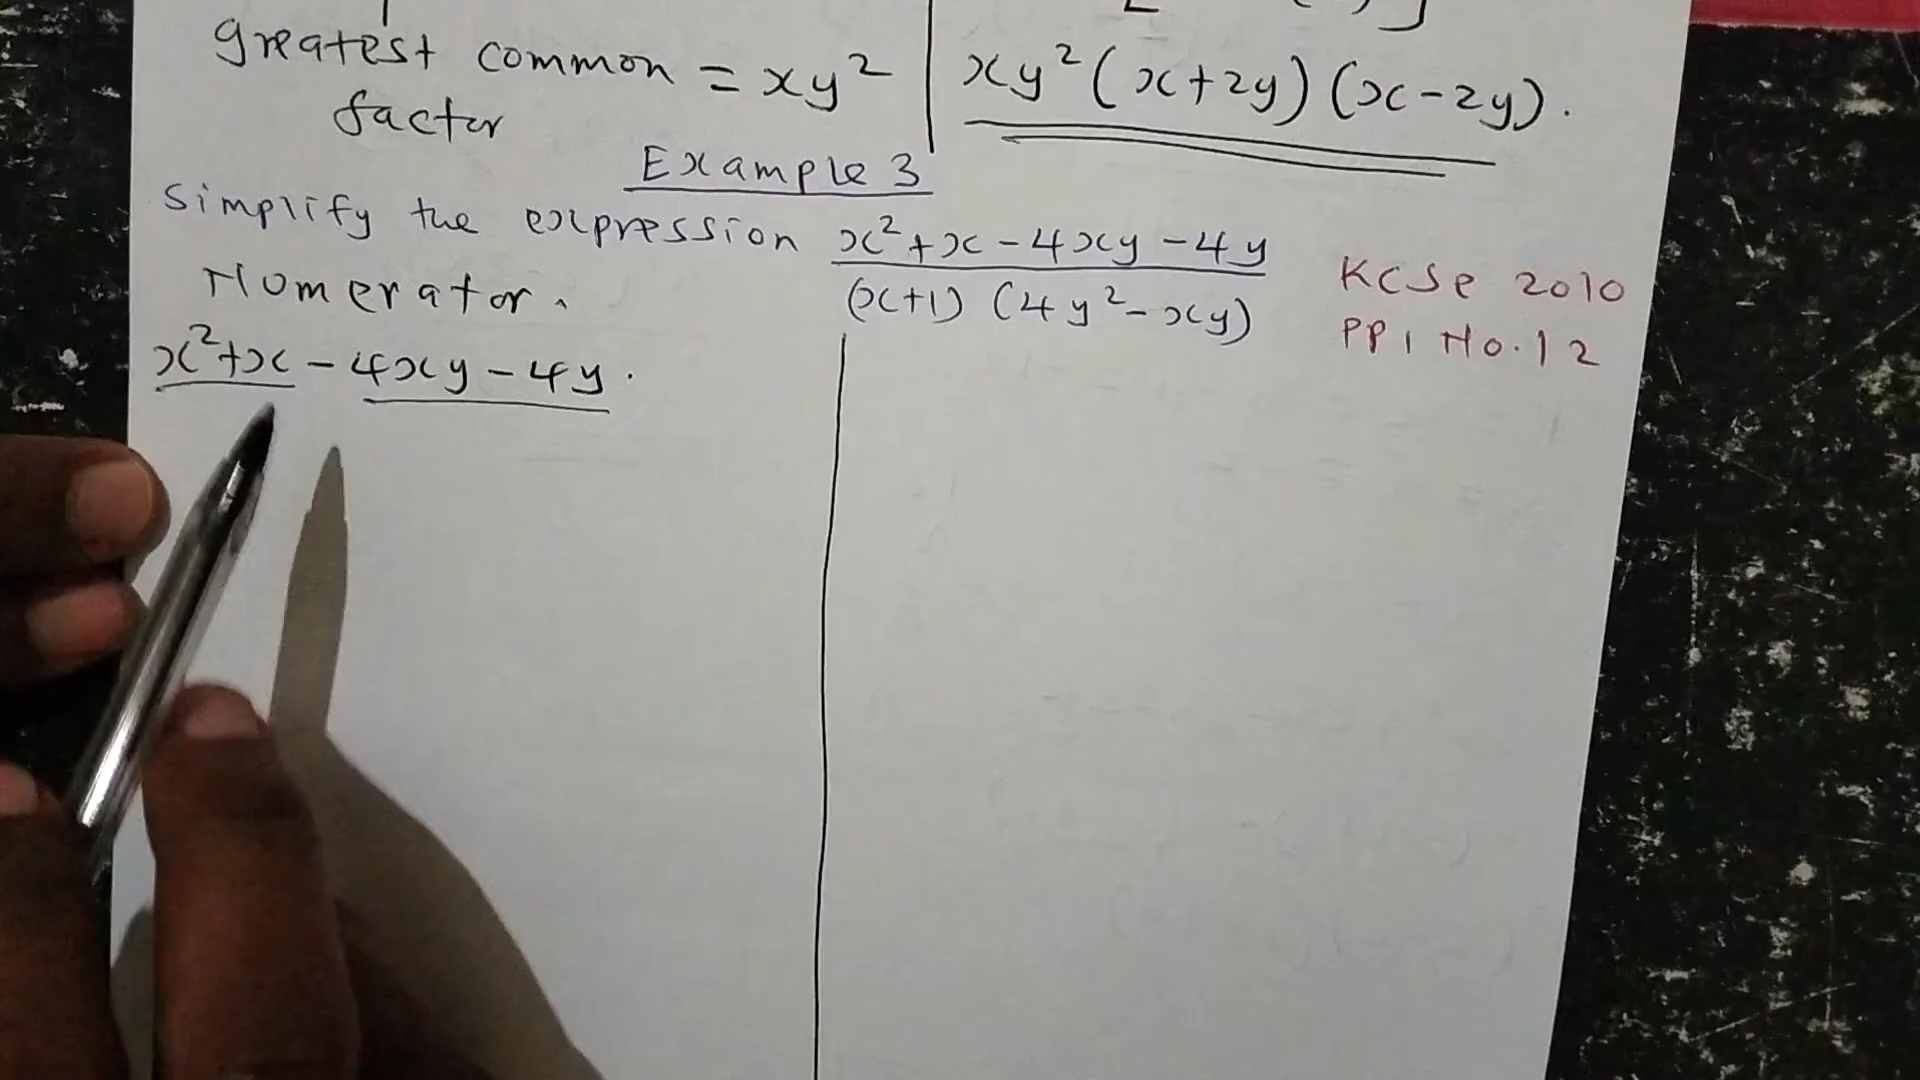 greatest common = xy²
factor
xy²(x+2y)(x-2y).
Example 3
Simplify the expression x²+x-4xy-4y
(x+1)(4y²-xy)
KCSe 2010
PP1 No.12
Numerator.
x²+x-4xy-4y.